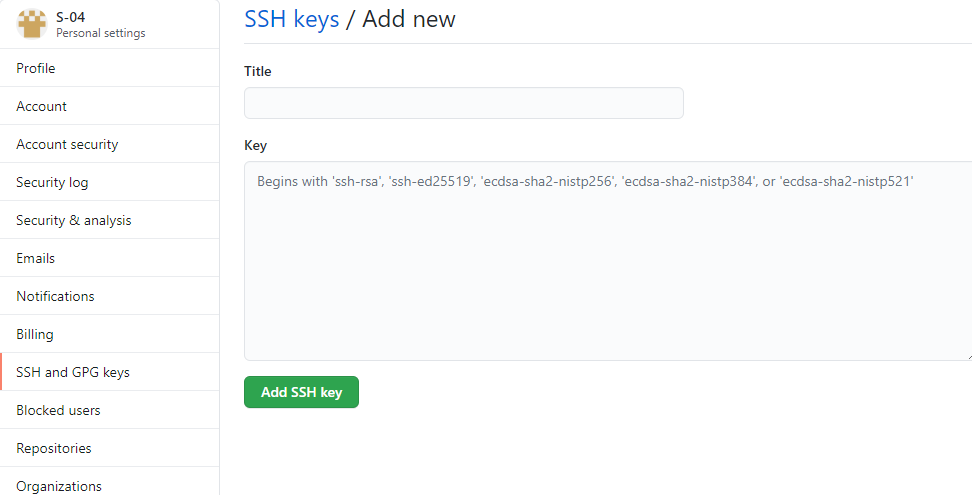 S-04
Personal settings
Profile
Account
Account security
Security log
Security & analysis
Emails
Notifications
Billing
SSH and GPG keys
Blocked users
Repositories
Organizations
SSH keys / Add new
Title
Key
Begins with 'ssh-rsa', 'ssh-ed25519', 'ecdsa-sha2-nistp256', 'ecdsa-sha2-nistp384', or 'ecdsa-sha2-nistp521'
Add SSH key